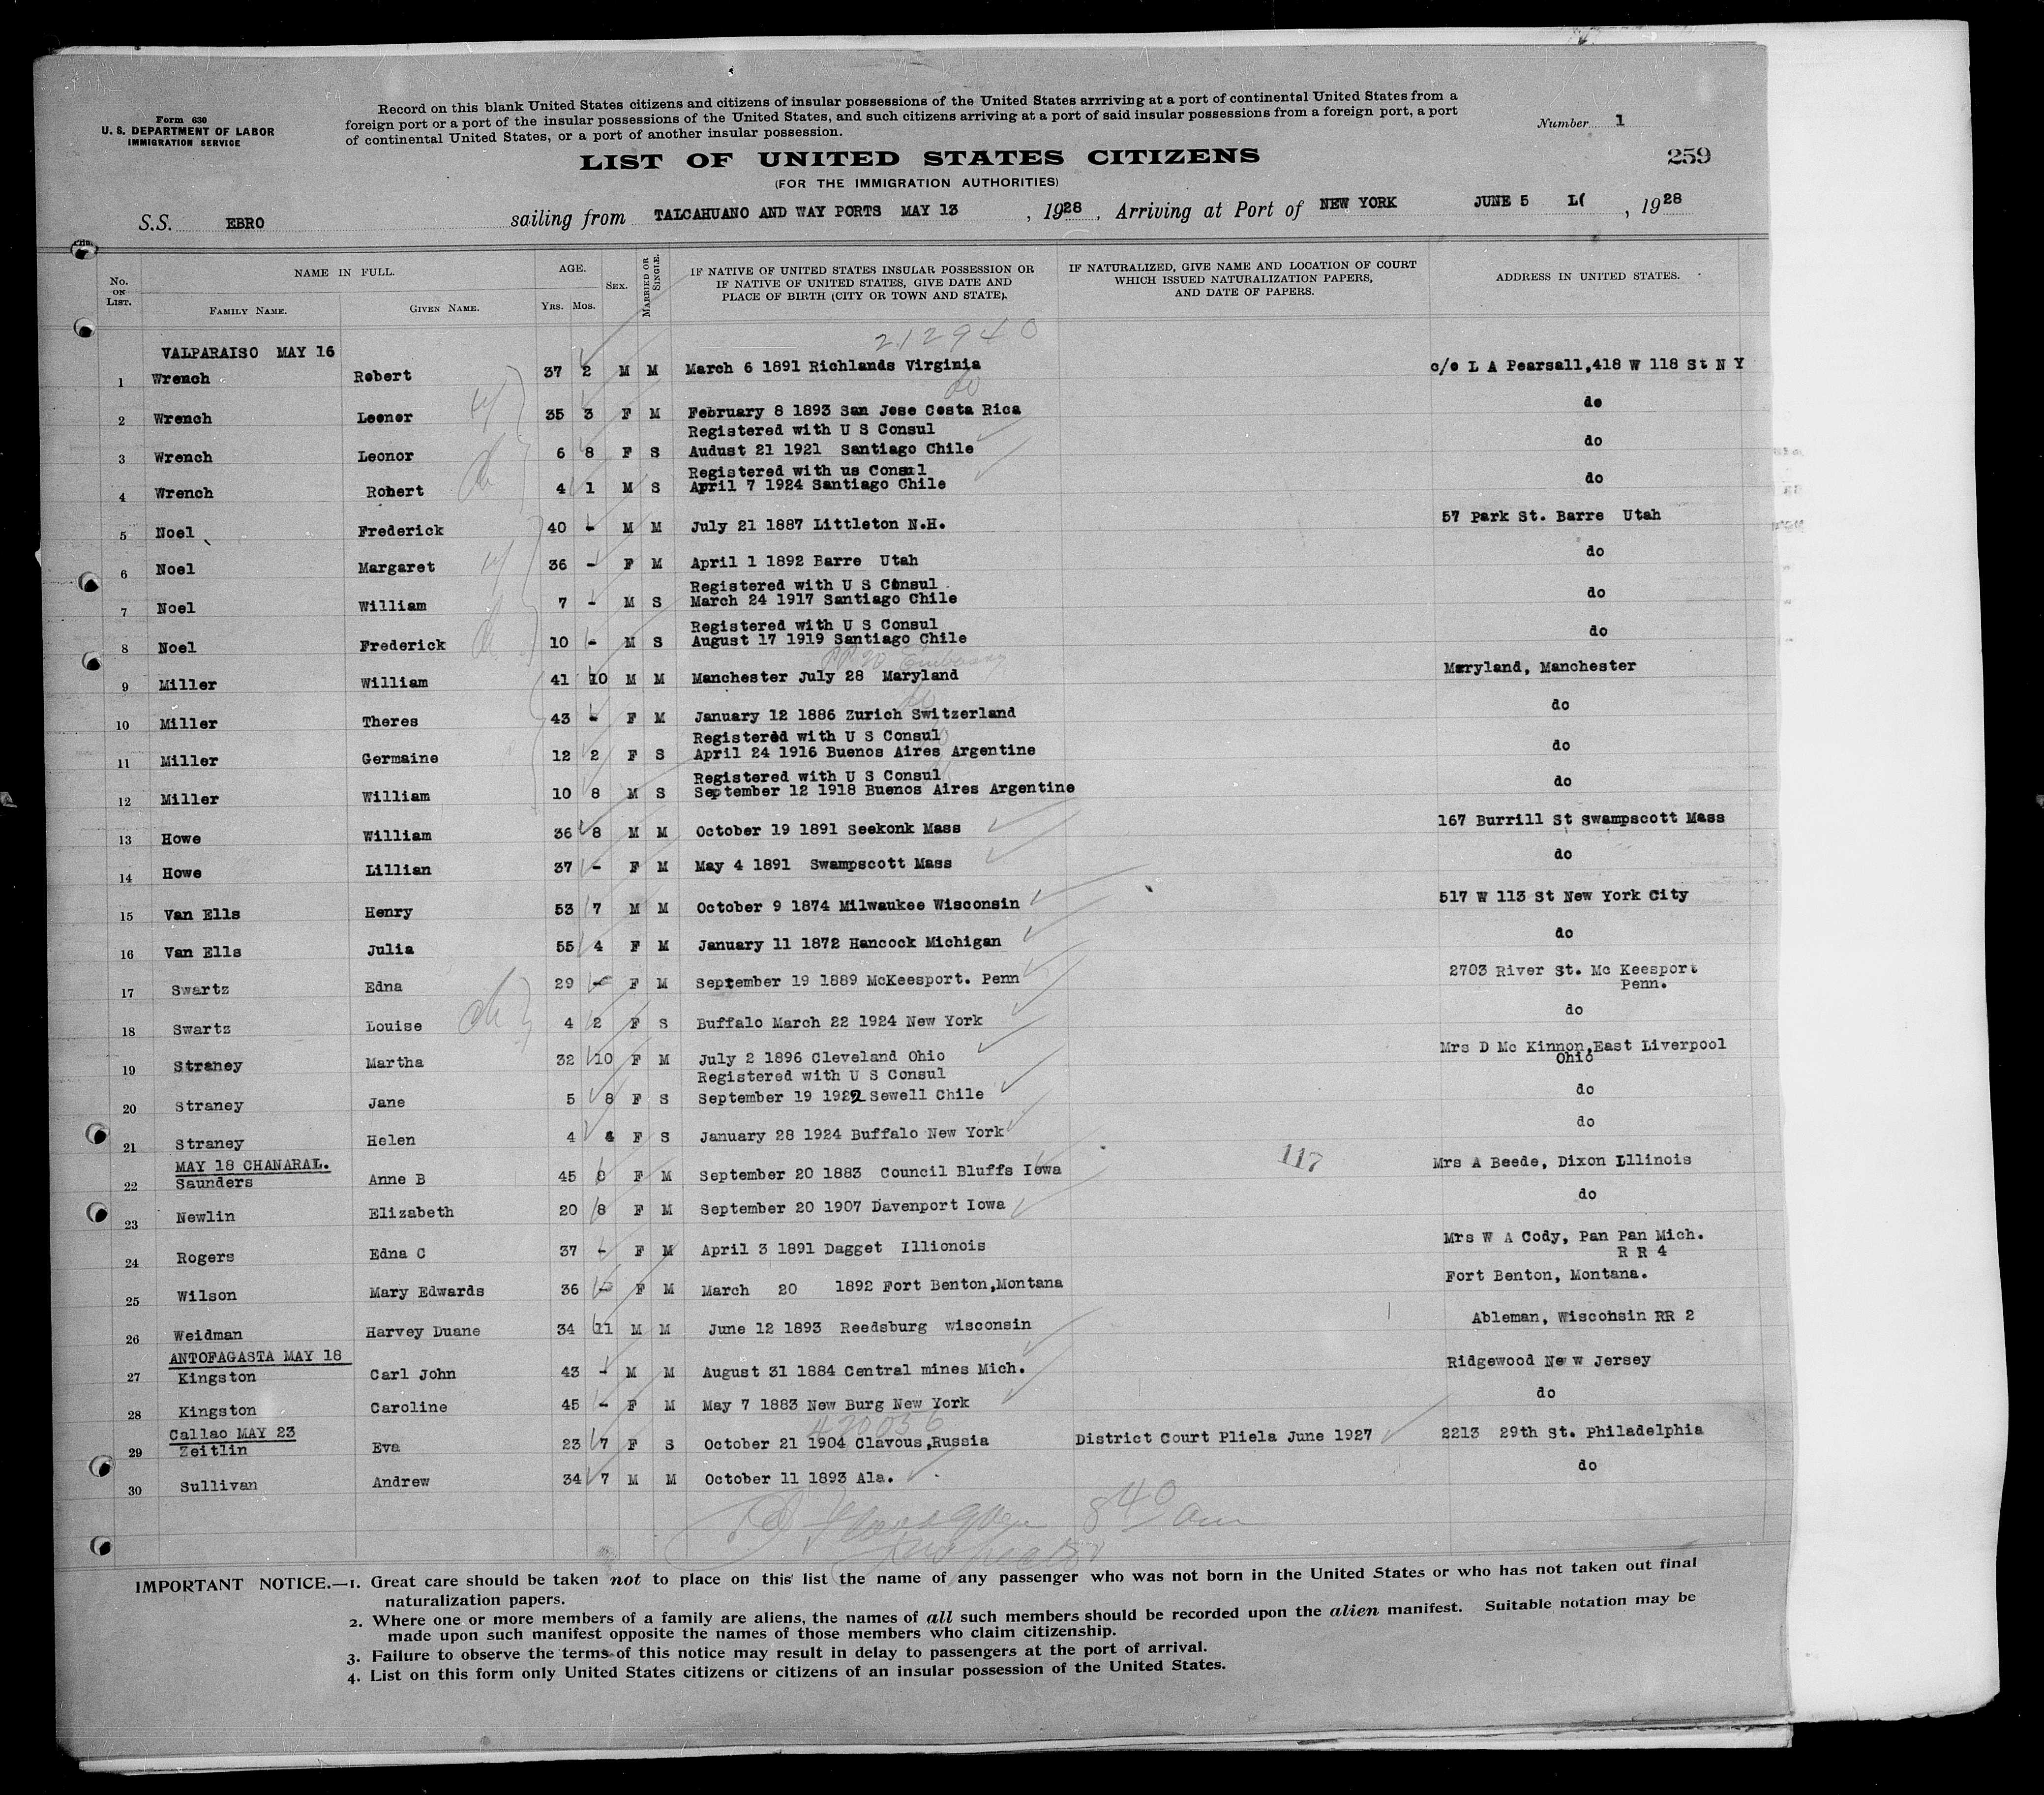 Form 630
U. S. DEPARTMENT OF LABOR
IMMIGRATION SERVICE
Record on this blank United States citizens and citizens of insular possessions of the United States arrriving at a port of continental United States from a
foreign port or a port of the insular possessions of the United States, and such citizens arriving at a port of said insular possessions from a foreign port, a port
of continental United States, or a port of another insular possession.
Number 1
259
LIST OF UNITED STATES CITIZENS
(FOR THE IMMIGRATION AUTHORITIES)
S.S. EBRO sailing from TALCAHUANO AND WAY PORTS MAY 13 , 1928, Arriving at Port of NEW YORK JUNE 5 , 1928
No. ON LIST. NAME IN FULL. FAMILY NAME. GIVEN NAME. AGE. Yrs. Mos. SEX. MARRIED OR SINGLE. IF NATIVE OF UNITED STATES INSULAR POSSESSION OR IF NATIVE OF UNITED STATES, GIVE DATE AND PLACE OF BIRTH (CITY OR TOWN AND STATE). IF NATURALIZED, GIVE NAME AND LOCATION OF COURT WHICH ISSUED NATURALIZATION PAPERS, AND DATE OF PAPERS. ADDRESS IN UNITED STATES.
212940
VALPARAISO MAY 16
1 Wrench Robert 37 2 M M March 6 1891 Richlands Virginia c/o L A Pearsall,418 W 118 St N Y
do
2 Wrench Leonor 35 3 F M February 8 1893 San Jose Costa Rica do
Registered with U S Consul
3 Wrench Leonor 6 8 F S Audust 21 1921 Santiago Chile do
Registered with us Consul
4 Wrench Robert 4 1 M S April 7 1924 Santiago Chile do
5 Noel Frederick 40 - M M July 21 1887 Littleton N.H. 57 Park St. Barre Utah
6 Noel Margaret 36 - F M April 1 1892 Barre Utah do
Registered with U S Consul
7 Noel William 7 - M S March 24 1917 Santiago Chile do
Registered with U S Consul
8 Noel Frederick 10 - M S August 17 1919 Santiago Chile do
Embassy
9 Miller William 41 10 M M Manchester July 28 Maryland Maryland, Manchester
10 Miller Theres 43 - F M January 12 1886 Zurich Switzerland do
Registered with U S Consul
11 Miller Germaine 12 2 F S April 24 1916 Buenos Aires Argentine do
Registered with U S Consul
12 Miller William 10 8 M S September 12 1918 Buenos Aires Argentine do
13 Howe William 36 8 M M October 19 1891 Seekonk Mass 167 Burrill St Swampscott Mass
14 Howe Lillian 37 - F M May 4 1891 Swampscott Mass do
15 Van Ells Henry 53 7 M M October 9 1874 Milwaukee Wisconsin 517 W 113 St New York City
16 Van Ells Julia 55 4 F M January 11 1872 Hancock Michigan do
17 Swartz Edna 29 - F M September 19 1889 McKeesport. Penn 2703 River St. Mc Keesport
Penn.
18 Swartz Louise 4 2 F S Buffalo March 22 1924 New York do
19 Straney Martha 32 10 F M July 2 1896 Cleveland Ohio Mrs D Mc Kinnon,East Liverpool
Ohio
Registered with U S Consul
20 Straney Jane 5 8 F S September 19 1922 Sewell Chile do
21 Straney Helen 4 4 F S January 28 1924 Buffalo New York do
MAY 18 CHANARAL.
22 Saunders Anne B 45 8 F M September 20 1883 Council Bluffs Iowa 117 Mrs A Beede, Dixon Lllinois
23 Newlin Elizabeth 20 8 F M September 20 1907 Davenport Iowa do
24 Rogers Edna C 37 - F M April 3 1891 Dagget Illionois Mrs W A Cody, Pan Pan Mich.
R R 4
25 Wilson Mary Edwards 36 - F M March 20 1892 Fort Benton,Montana Fort Benton, Montana.
26 Weidman Harvey Duane 34 11 M M June 12 1893 Reedsburg wisconsin Ableman, Wisconsin RR 2
ANTOFAGASTA MAY 18
27 Kingston Carl John 43 - M M August 31 1884 Central mines Mich. Ridgewood New Jersey
28 Kingston Caroline 45 - F M May 7 1883 New Burg New York do
Callao MAY 23
420056
29 Zeitlin Eva 23 7 F S October 21 1904 Clavous,Russia District Court Pliela June 1927 2213 29th St. Philadelphia
30 Sullivan Andrew 34 7 M M October 11 1893 Ala. do
840 am
Inspector
IMPORTANT NOTICE.—1. Great care should be taken not to place on this list the name of any passenger who was not born in the United States or who has not taken out final
naturalization papers.
2. Where one or more members of a family are aliens, the names of all such members should be recorded upon the alien manifest. Suitable notation may be
made upon such manifest opposite the names of those members who claim citizenship.
3. Failure to observe the terms of this notice may result in delay to passengers at the port of arrival.
4. List on this form only United States citizens or citizens of an insular possession of the United States.